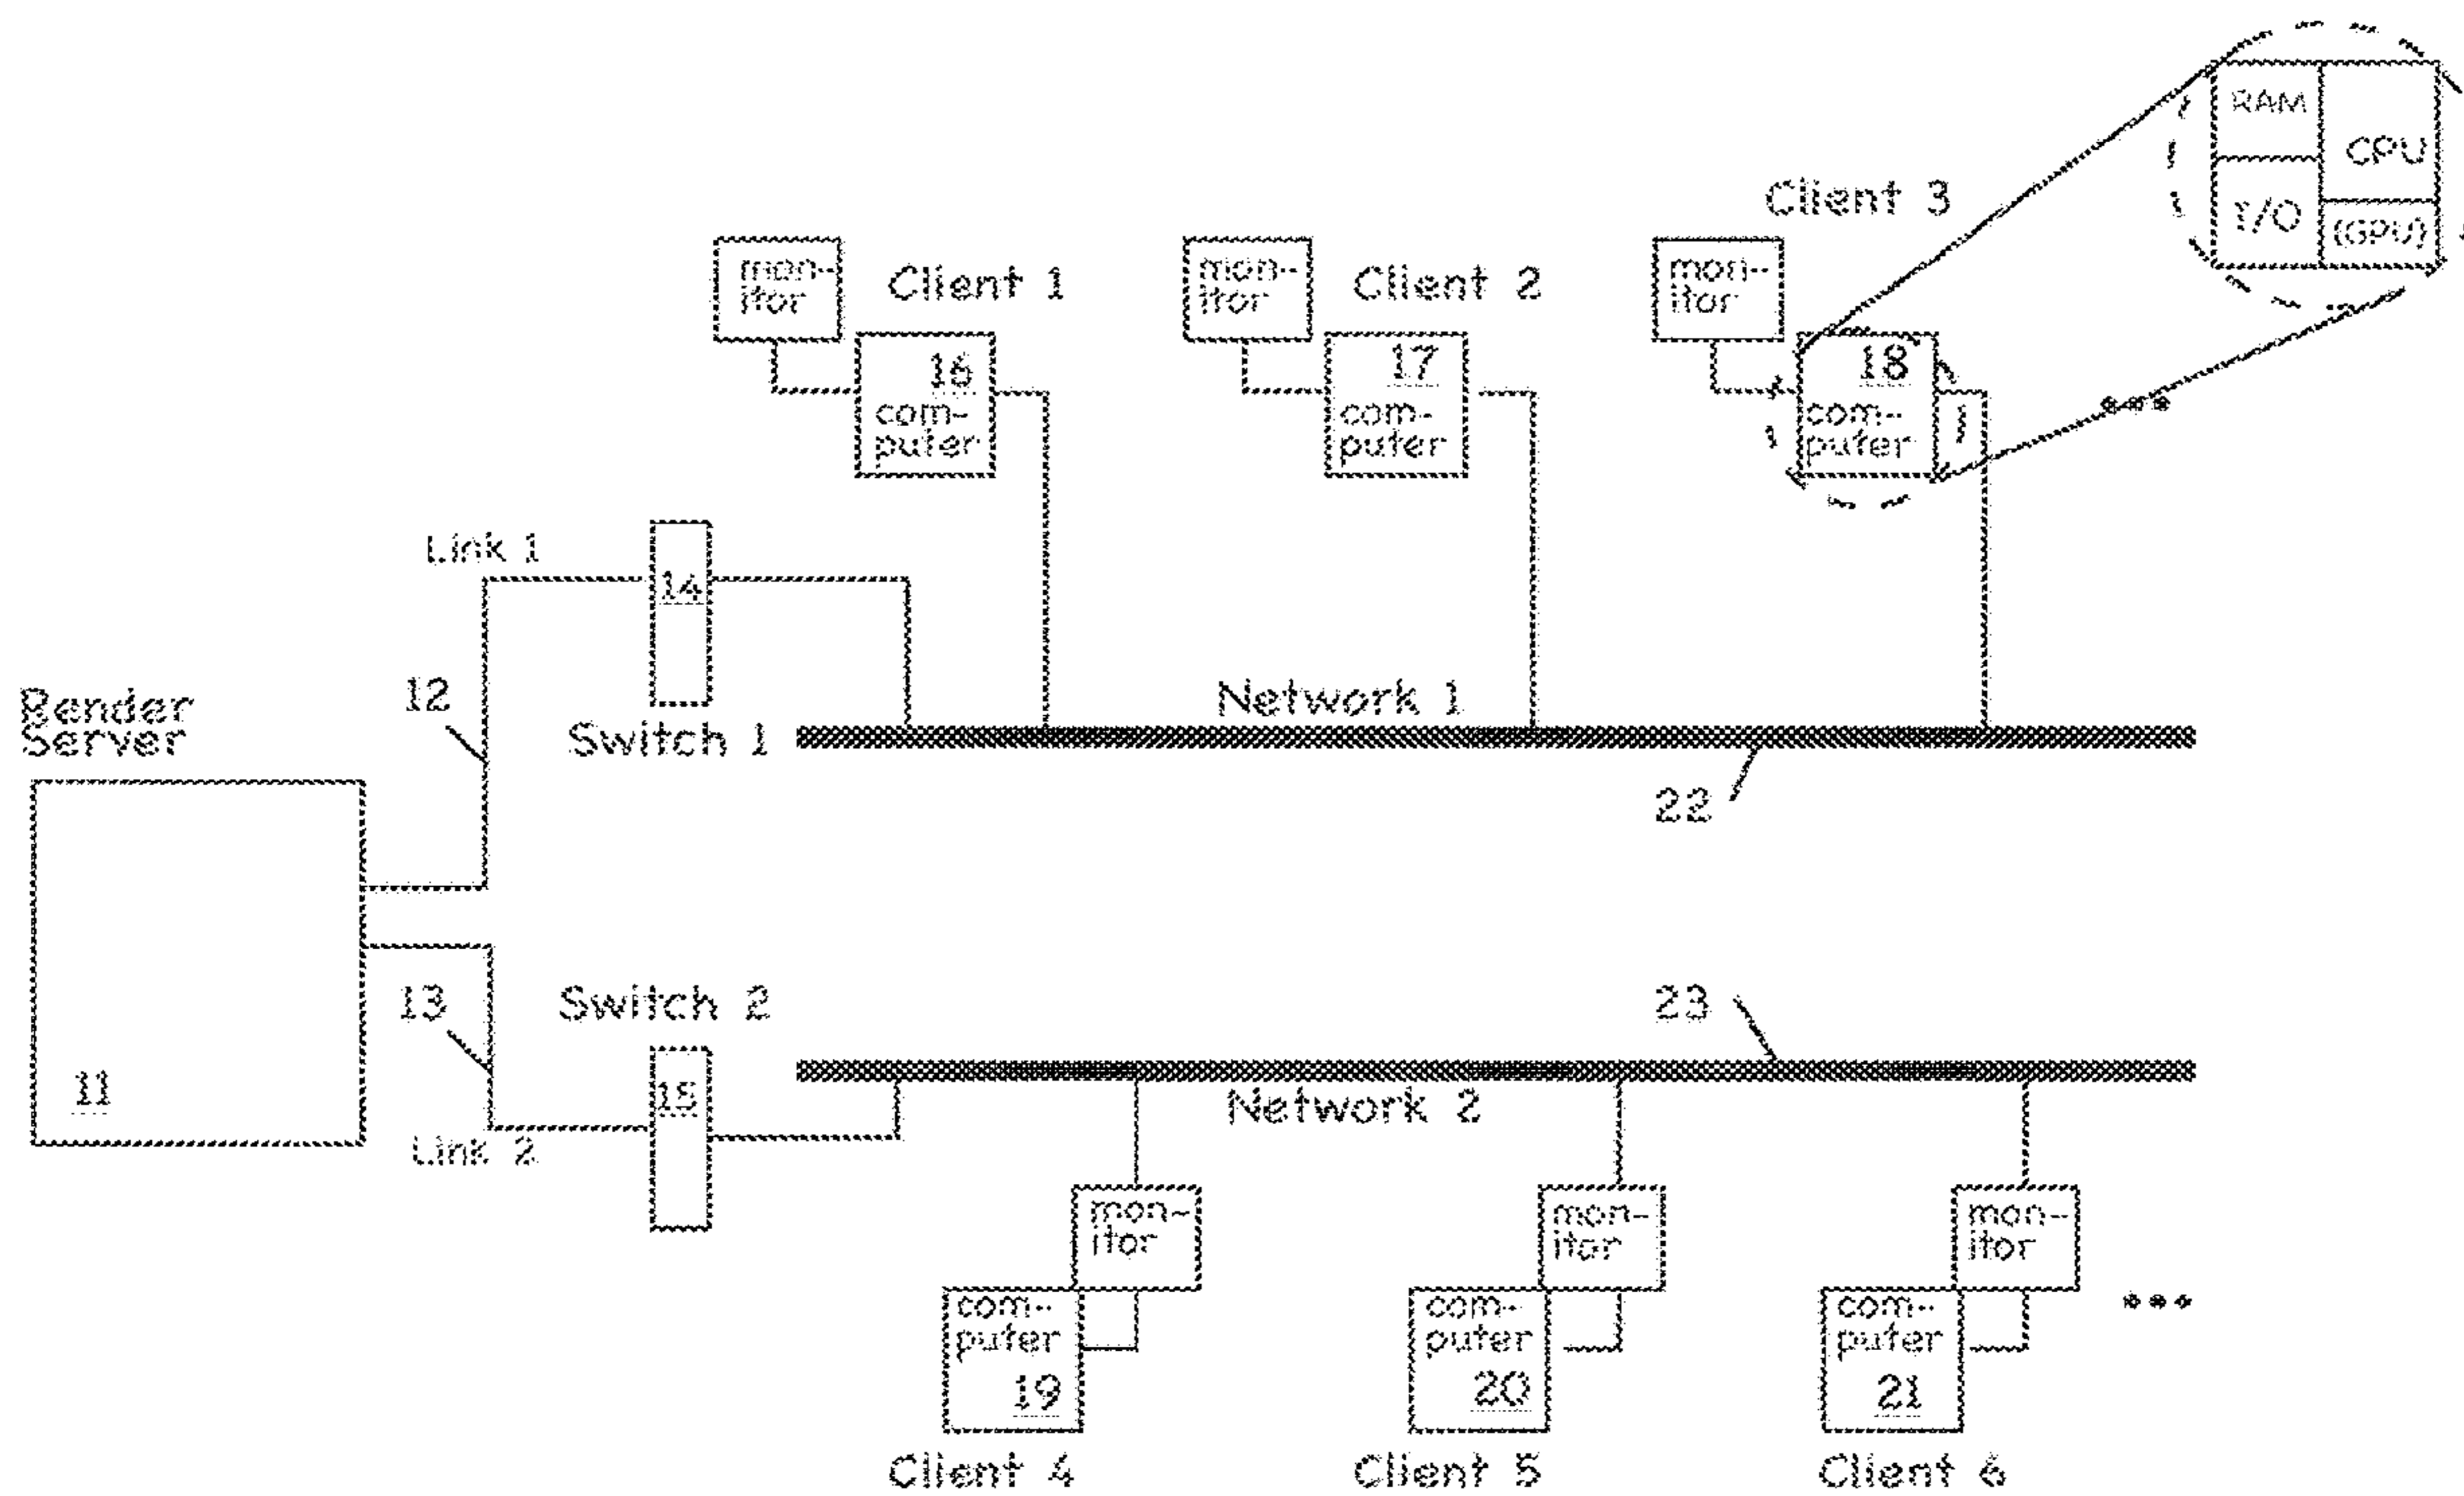 RAM
CPU
I/O
(GPU)
Client 3
mon-
itor
Client 1
mon-
itor
Client 2
mon-
itor
16
com-
puter
17
com-
puter
18
com-
puter
•••
Link 1
14
12
Network 1
Render
Server
Switch 1
22
13
Switch 2
23
11
15
Network 2
Link 2
mon-
itor
mon-
itor
mon-
itor
com-
puter
19
com-
puter
20
com-
puter
21
•••
Client 4
Client 5
Client 6